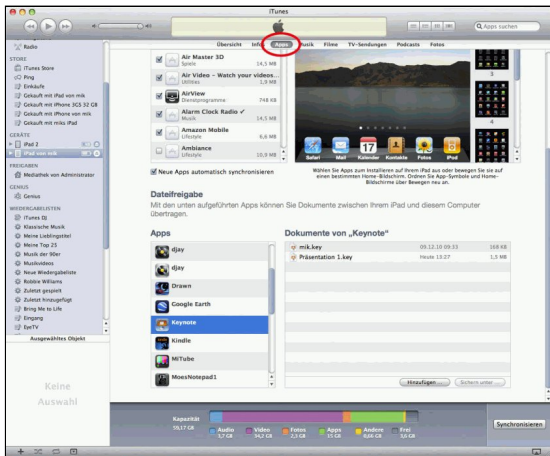 iTunes
Apps suchen
Übersicht Info Apps Musik Filme TV-Sendungen Podcasts Fotos
Radio
STORE
iTunes Store
Ping
Einkäufe
Gekauft mit iPad von mik
Gekauft mit iPhone 3GS 32 GB
Gekauft mit iPhone von mik
Gekauft mit miks iPad
GERÄTE
iPad 2
iPad von mik
FREIGABEN
Mediathek von Administrator
GENIUS
Genius
WIEDERGABELISTEN
iTunes DJ
Klassische Musik
Meine Lieblingstitel
Meine Top 25
Musik der 90er
Musikvideos
Neue Wiedergabeliste
Robbie Williams
Zuletzt gespielt
Zuletzt hinzugefügt
Bring Me to Life
Eingang
EyeTV
Ausgewähltes Objekt
Keine
Auswahl
Air Master 3D
Spiele 14,5 MB
Air Video - Watch your videos...
Utilities 1,9 MB
AirView
Dienstprogramme 748 KB
Alarm Clock Radio ✓
Musik 14,5 MB
Amazon Mobile
Lifestyle 6,6 MB
Ambiance
Lifestyle 10,9 MB
Neue Apps automatisch synchronisieren
17
Safari Mail Kalender Kontakte Fotos iPod
3
4
Wählen Sie Apps zum Installieren auf Ihrem iPad aus oder bewegen Sie sie auf
einen bestimmten Home-Bildschirm. Ordnen Sie App-Symbole und Home-
Bildschirme über Bewegen neu an.
Dateifreigabe
Mit den unten aufgeführten Apps können Sie Dokumente zwischen Ihrem iPad und diesem Computer
übertragen.
Apps
djay
djay
Drawn
Google Earth
Keynote
Kindle
MiTube
MoesNotepad1
Dokumente von „Keynote“
mik.key 09.12.10 09:33 168 KB
Präsentation 1.key Heute 13:27 1,5 MB
Hinzufügen... Sichern unter ...
Kapazität
59,17 GB
Audio Video Fotos Apps Andere Frei
3,7 GB 34,2 GB 2,3 GB 15 GB 0,66 GB 3,6 GB
Synchronisieren